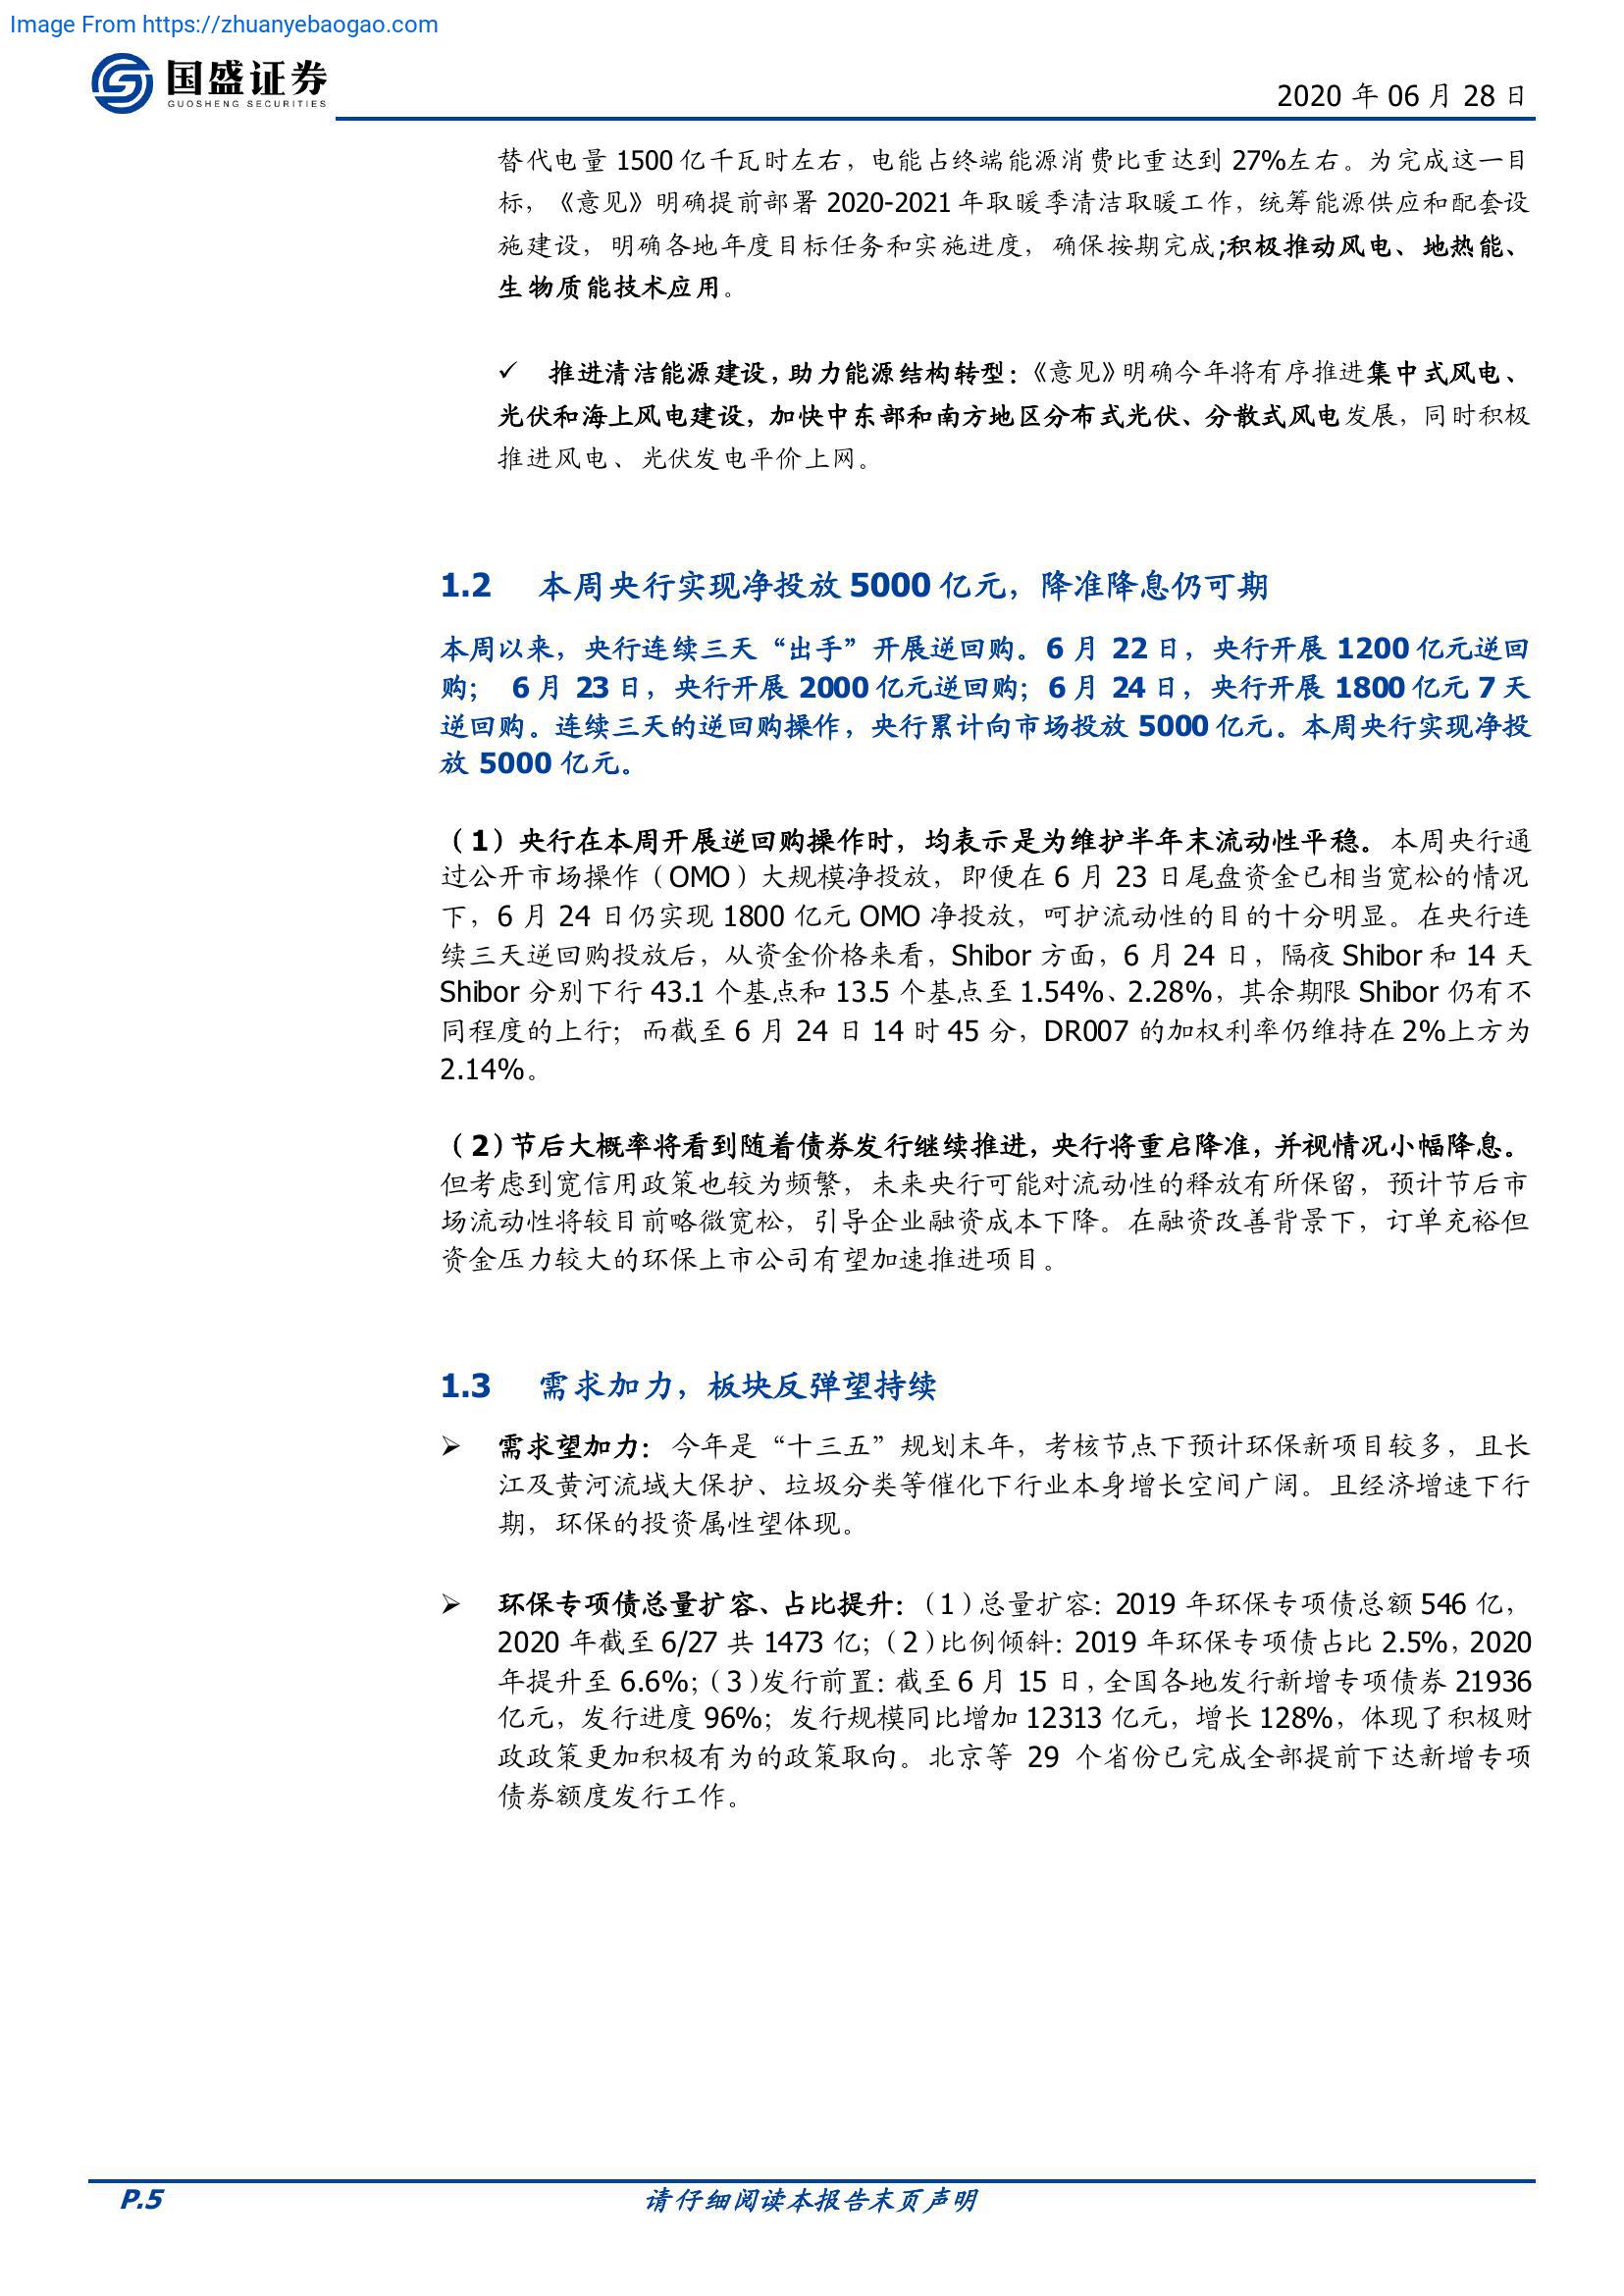 Image From https://zhuanyebaogao.com
国盛证券
GUOSHENG SECURITIES
2020 年 06 月 28 日
替代电量 1500 亿千瓦时左右，电能占终端能源消费比重达到 27%左右。为完成这一目
标，《意见》明确提前部署 2020-2021 年取暖季清洁取暖工作，统筹能源供应和配套设
施建设，明确各地年度目标任务和实施进度，确保按期完成;积极推动风电、地热能、
生物质能技术应用。
✓ 推进清洁能源建设，助力能源结构转型：《意见》明确今年将有序推进集中式风电、
光伏和海上风电建设，加快中东部和南方地区分布式光伏、分散式风电发展，同时积极
推进风电、光伏发电平价上网。
1.2 本周央行实现净投放 5000 亿元，降准降息仍可期
本周以来，央行连续三天“出手”开展逆回购。6 月 22 日，央行开展 1200 亿元逆回
购； 6 月 23 日，央行开展 2000 亿元逆回购；6 月 24 日，央行开展 1800 亿元 7 天
逆回购。连续三天的逆回购操作，央行累计向市场投放 5000 亿元。本周央行实现净投
放 5000 亿元。
（1）央行在本周开展逆回购操作时，均表示是为维护半年末流动性平稳。本周央行通
过公开市场操作（OMO）大规模净投放，即便在 6 月 23 日尾盘资金已相当宽松的情况
下，6 月 24 日仍实现 1800 亿元 OMO 净投放，呵护流动性的目的十分明显。在央行连
续三天逆回购投放后，从资金价格来看，Shibor 方面，6 月 24 日，隔夜 Shibor 和 14 天
Shibor 分别下行 43.1 个基点和 13.5 个基点至 1.54%、2.28%，其余期限 Shibor 仍有不
同程度的上行；而截至 6 月 24 日 14 时 45 分，DR007 的加权利率仍维持在 2%上方为
2.14%。
（2）节后大概率将看到随着债券发行继续推进，央行将重启降准，并视情况小幅降息。
但考虑到宽信用政策也较为频繁，未来央行可能对流动性的释放有所保留，预计节后市
场流动性将较目前略微宽松，引导企业融资成本下降。在融资改善背景下，订单充裕但
资金压力较大的环保上市公司有望加速推进项目。
1.3 需求加力，板块反弹望持续
➢ 需求望加力：今年是“十三五”规划末年，考核节点下预计环保新项目较多，且长
江及黄河流域大保护、垃圾分类等催化下行业本身增长空间广阔。且经济增速下行
期，环保的投资属性望体现。
➢ 环保专项债总量扩容、占比提升：（1）总量扩容：2019 年环保专项债总额 546 亿，
2020 年截至 6/27 共 1473 亿；（2）比例倾斜：2019 年环保专项债占比 2.5%，2020
年提升至 6.6%；（3）发行前置：截至 6 月 15 日，全国各地发行新增专项债券 21936
亿元，发行进度 96%；发行规模同比增加 12313 亿元，增长 128%，体现了积极财
政政策更加积极有为的政策取向。北京等 29 个省份已完成全部提前下达新增专项
债券额度发行工作。
P.5
请仔细阅读本报告末页声明